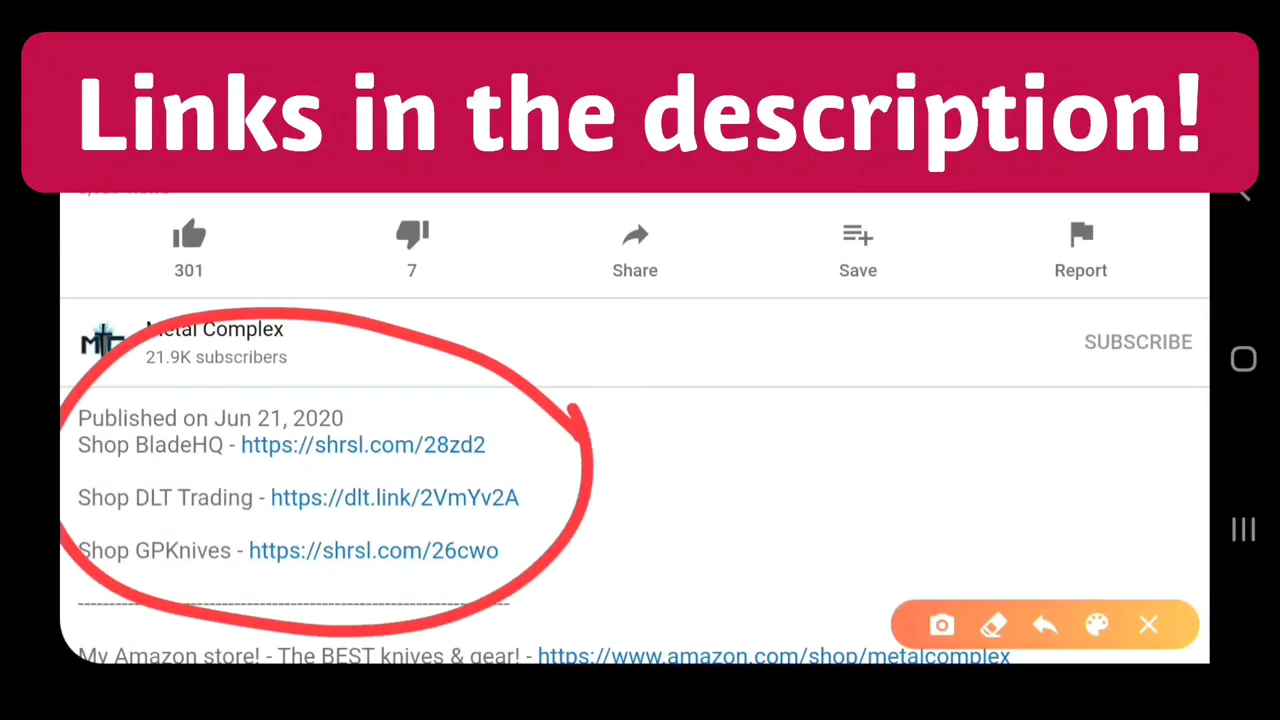 Links in the description!
301
7
Share
Save
Report
Metal Complex
21.9K subscribers
SUBSCRIBE
Published on Jun 21, 2020
Shop BladeHQ - https://shrsl.com/28zd2
Shop DLT Trading - https://dlt.link/2VmYv2A
Shop GPKnives - https://shrsl.com/26cwo
--------------------------------------------------------------------
My Amazon store! - The BEST knives & gear! - https://www.amazon.com/shop/metalcomplex